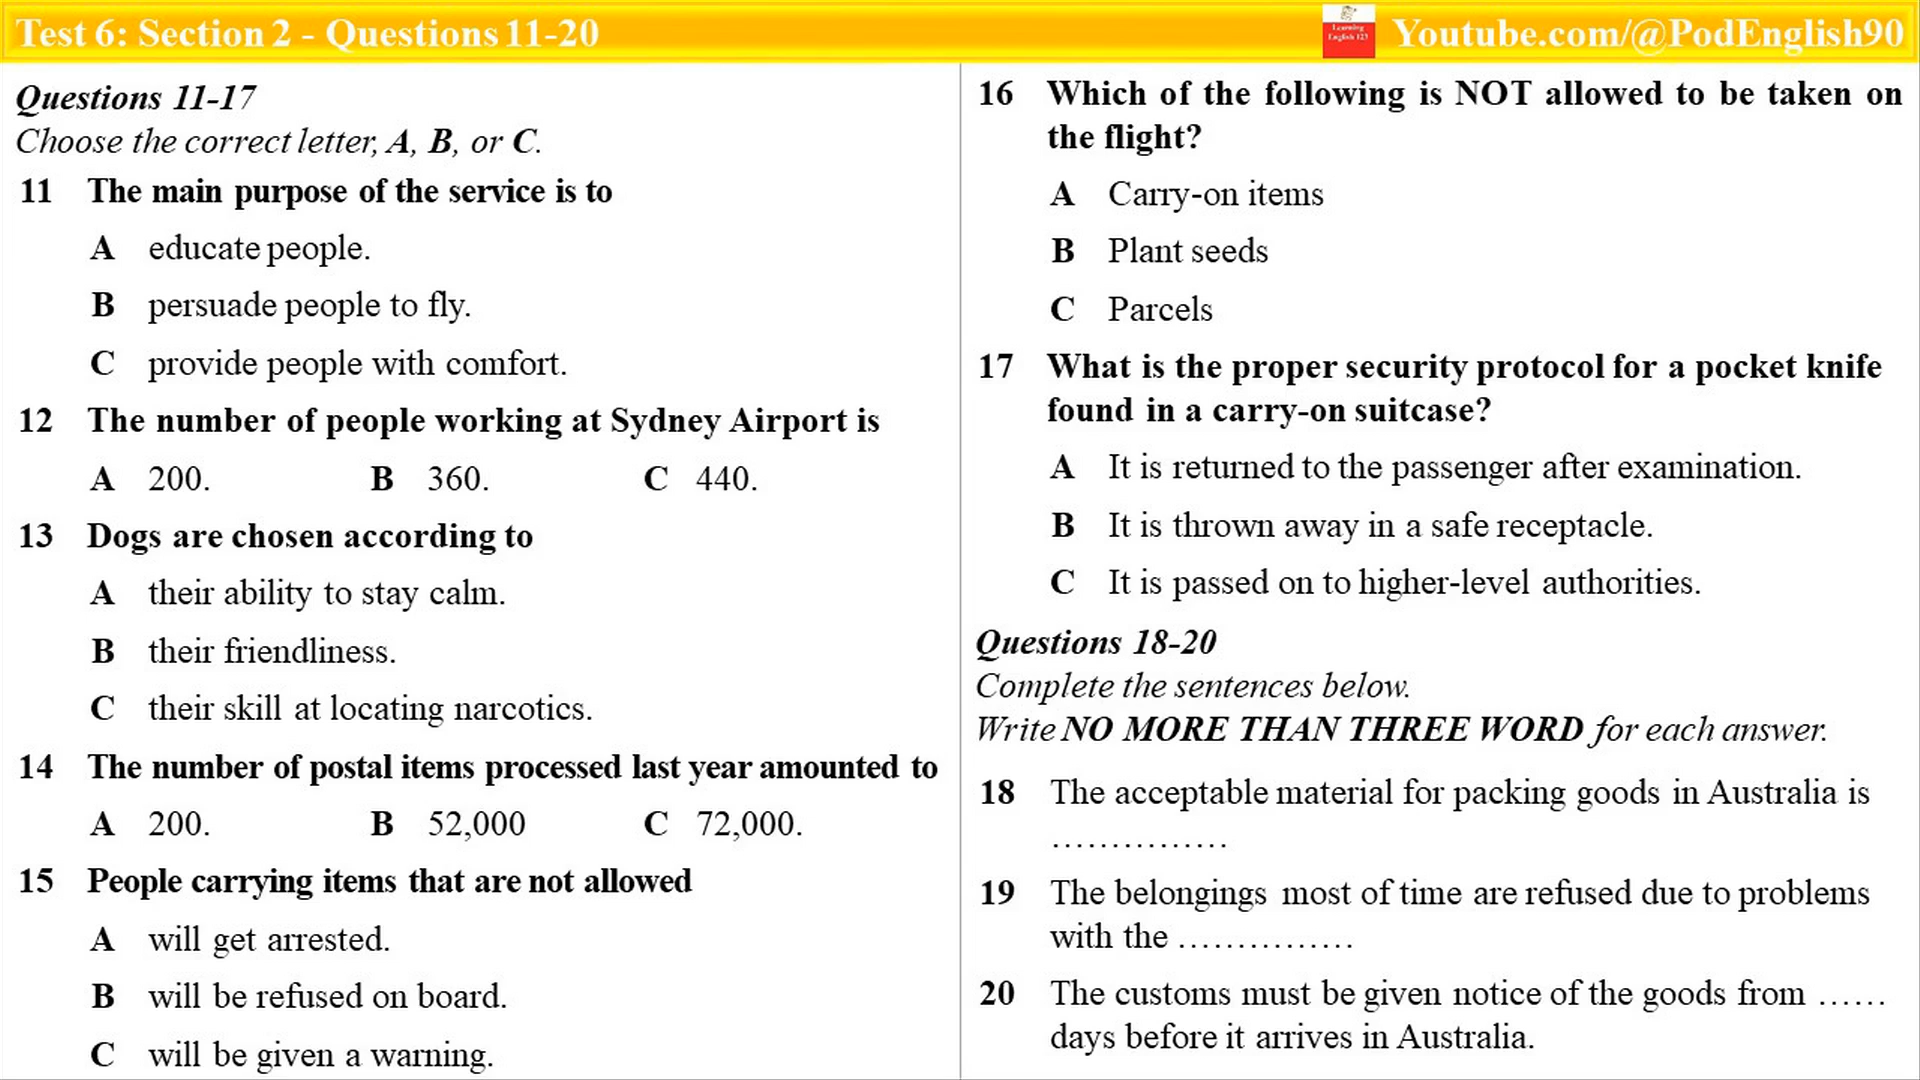 Test 6: Section 2 - Questions 11-20
Learning
English 123
Youtube.com/@PodEnglish90
Questions 11-17
Choose the correct letter, A, B, or C.
11 The main purpose of the service is to
A educate people.
B persuade people to fly.
C provide people with comfort.
12 The number of people working at Sydney Airport is
A 200. B 360. C 440.
13 Dogs are chosen according to
A their ability to stay calm.
B their friendliness.
C their skill at locating narcotics.
14 The number of postal items processed last year amounted to
A 200. B 52,000 C 72,000.
15 People carrying items that are not allowed
A will get arrested.
B will be refused on board.
C will be given a warning.
16 Which of the following is NOT allowed to be taken on
the flight?
A Carry-on items
B Plant seeds
C Parcels
17 What is the proper security protocol for a pocket knife
found in a carry-on suitcase?
A It is returned to the passenger after examination.
B It is thrown away in a safe receptacle.
C It is passed on to higher-level authorities.
Questions 18-20
Complete the sentences below.
Write NO MORE THAN THREE WORD for each answer.
18 The acceptable material for packing goods in Australia is
……………
19 The belongings most of time are refused due to problems
with the ……………
20 The customs must be given notice of the goods from ……
days before it arrives in Australia.